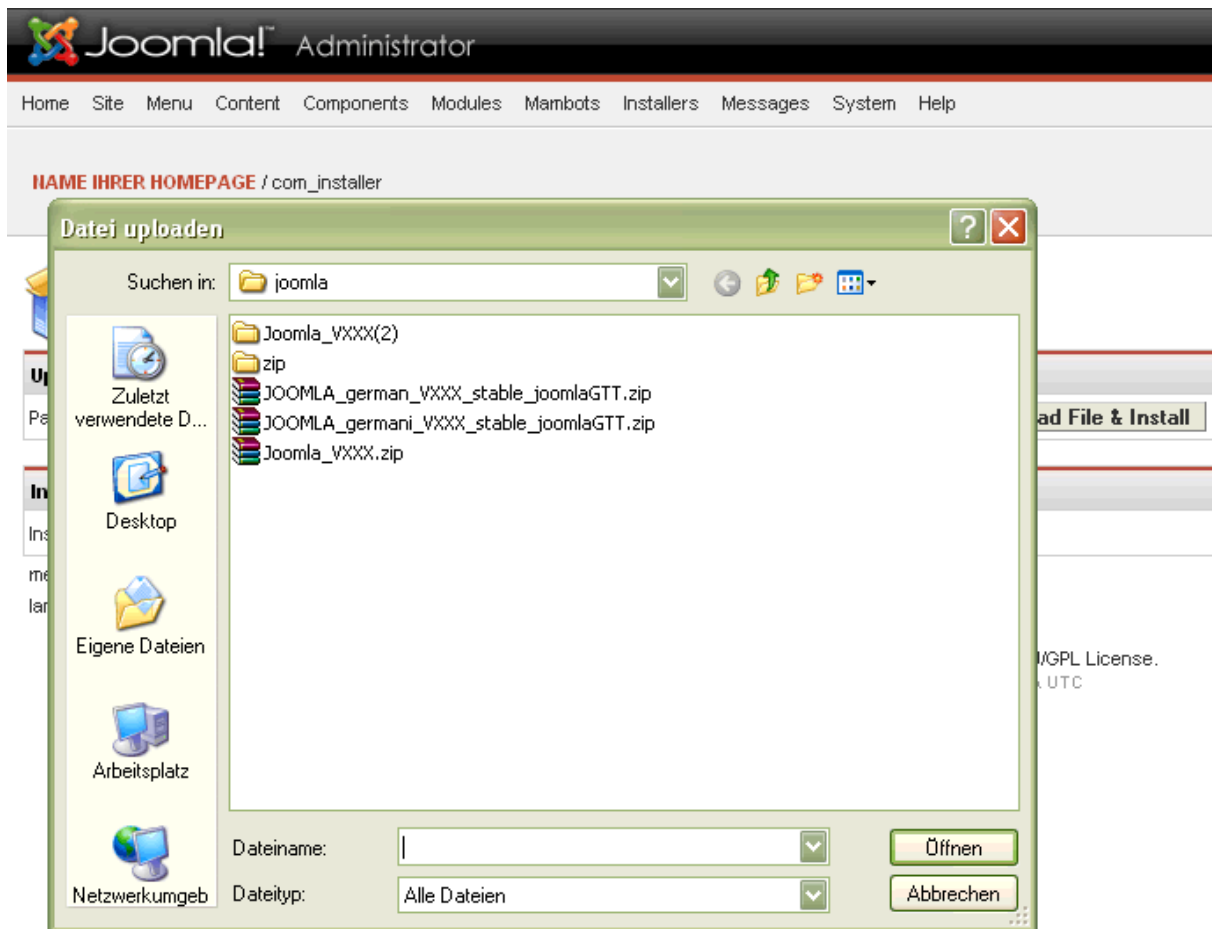 Joomla!™ Administrator
Home Site Menu Content Components Modules Mambots Installers Messages System Help
NAME IHRER HOMEPAGE / com_installer
Datei uploaden
Suchen in: joomla
Joomla_VXXX(2)
zip
JOOMLA_german_VXXX_stable_joomlaGTT.zip
JOOMLA_germani_VXXX_stable_joomlaGTT.zip
Joomla_VXXX.zip
Zuletzt
verwendete D...
Desktop
Eigene Dateien
Arbeitsplatz
Netzwerkumgeb
Dateiname:
Öffnen
Dateityp: Alle Dateien
Abbrechen
ad File & Install
/GPL License.
UTC